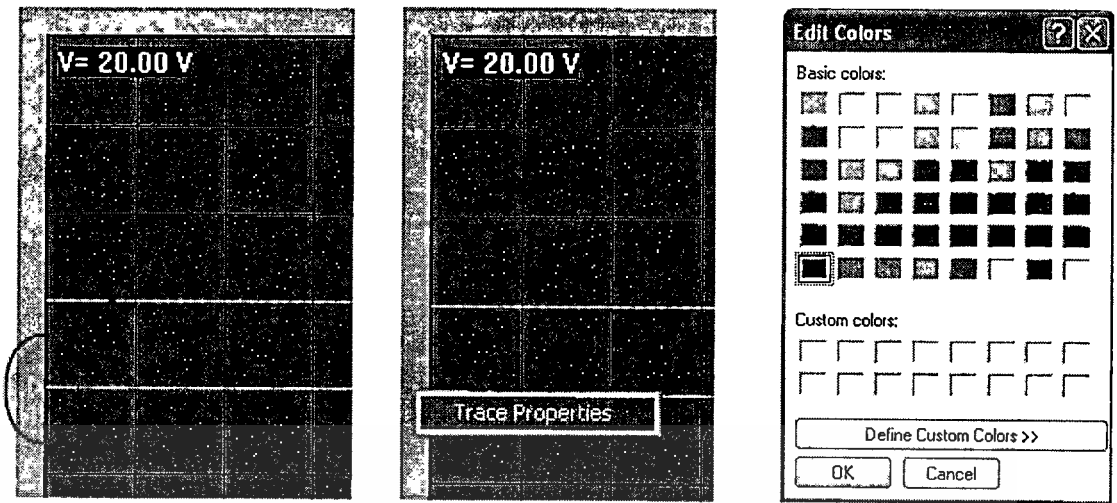 V= 20.00 V
V= 20.00 V
Trace Properties
Edit Colors
Basic colors:
Custom colors:
Define Custom Colors >>
OK
Cancel